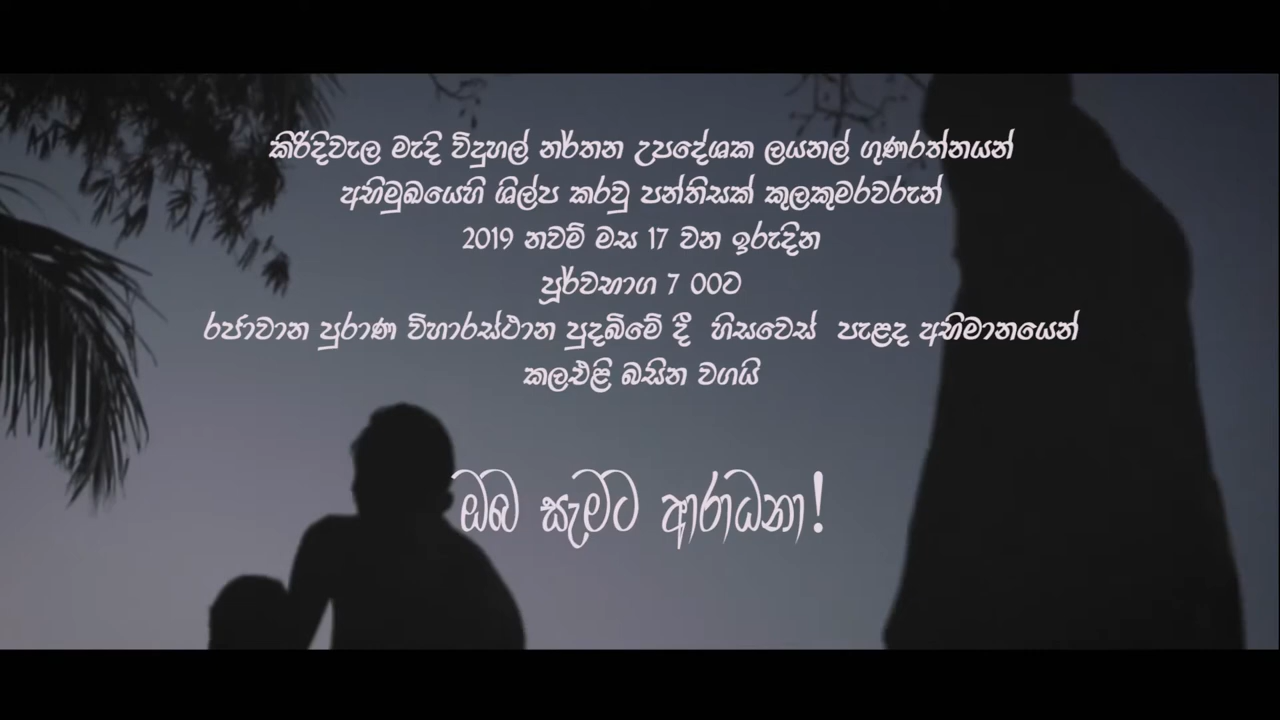 කිරිදිවැල මැදි විදුහල් නර්තන උපදේශක ලයනල් ගුණරත්නයන්
අභිමුඛයෙහි ශිල්ප කරවු පන්තිසක් කුලකුමරවරුන්
2019 නවම් මස 17 වන ඉරුදින
පූර්වභාග 7 00ට
රජාවාන පුරාණ විහාරස්ථාන පුදබිමේ දී හිසවෙස් පැළද අභිමානයෙන්
කලඑළි බසින වගයි
ඔබ සැමට ආරාධනා!